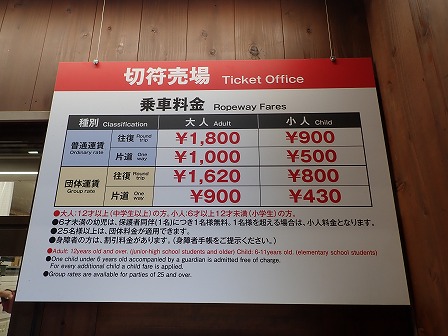 切符売場 Ticket Office
乗車料金 Ropeway Fares
種別 Classification 大人 Adult 小人 Child
普通運賃 Ordinary rate 往復 Round trip ¥1,800 ¥900
片道 One way ¥1,000 ¥500
団体運賃 Group rate 往復 Round trip ¥1,620 ¥800
片道 One way ¥900 ¥430
●大人：12才以上（中学生以上）の方。小人：6才以上12才未満（小学生）の方。
●6才未満の幼児は、保護者同伴（1名）につき1名様無料。1名様を超える場合は、小人料金となります。
●25名様以上は、団体料金が適用できます。
●身障者の方は、割引料金があります。（身障者手帳をご提示ください。）
●Adult: 12years old and over. (junior-high school students and older) Child: 6-11years old. (elementary school students)
●One child under 6 years old accompanied by a guardian is admitted free of charge.
For every additional child a child fare is applied.
●Group rates are available for parties of 25 and over.